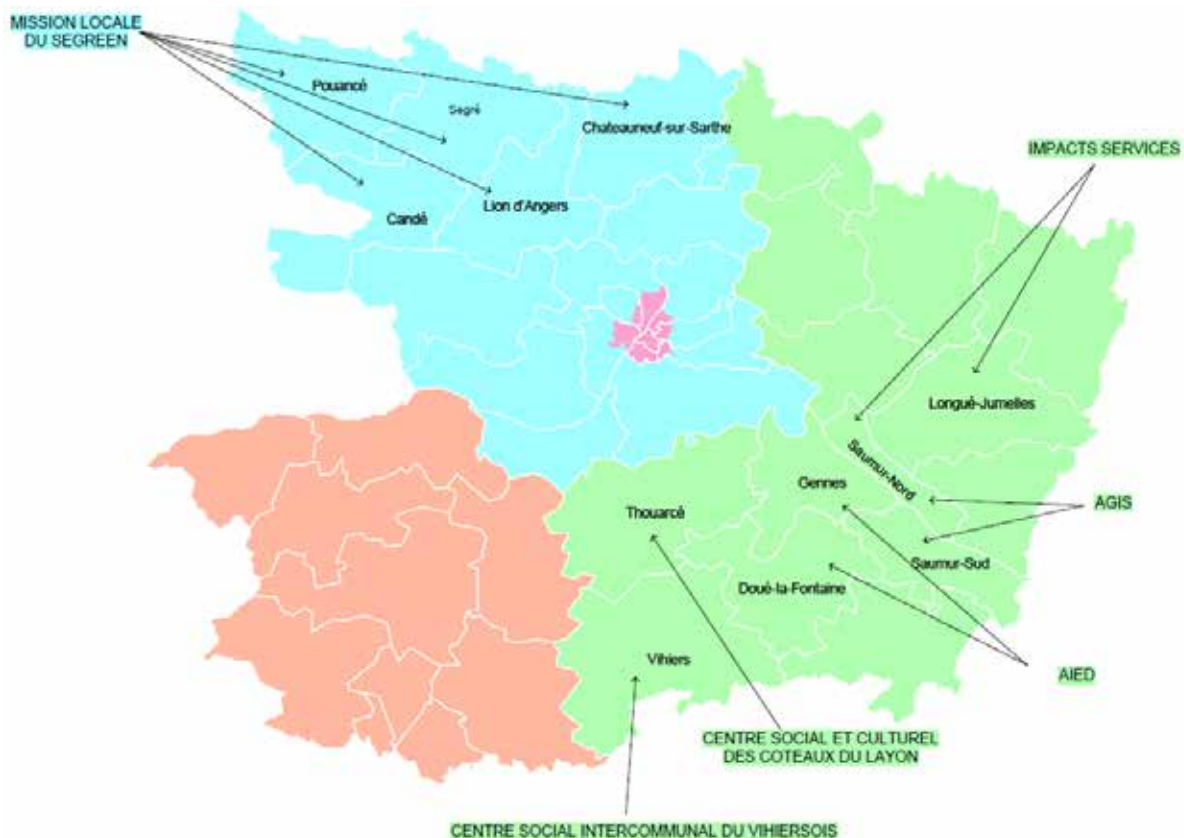 MISSION LOCALE
DU SEGREEN
Pouancé
Segré
Chateauneuf-sur-Sarthe
IMPACTS SERVICES
Candé
Lion d'Angers
Longué-Jumelles
Saumur-Nord
Gennes
AGIS
Thouarcé
Saumur-Sud
Doué-la-Fontaine
Vihiers
AIED
CENTRE SOCIAL ET CULTUREL
DES COTEAUX DU LAYON
CENTRE SOCIAL INTERCOMMUNAL DU VIHIERSOIS